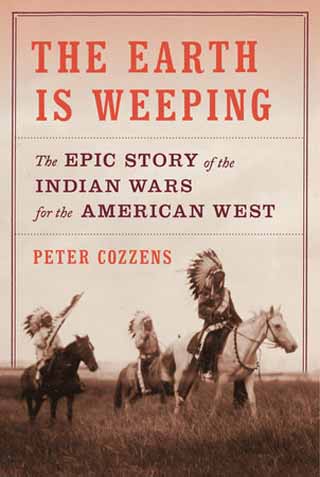 THE EARTH
IS WEEPING
The EPIC STORY of the
INDIAN WARS
for the AMERICAN WEST
PETER COZZENS